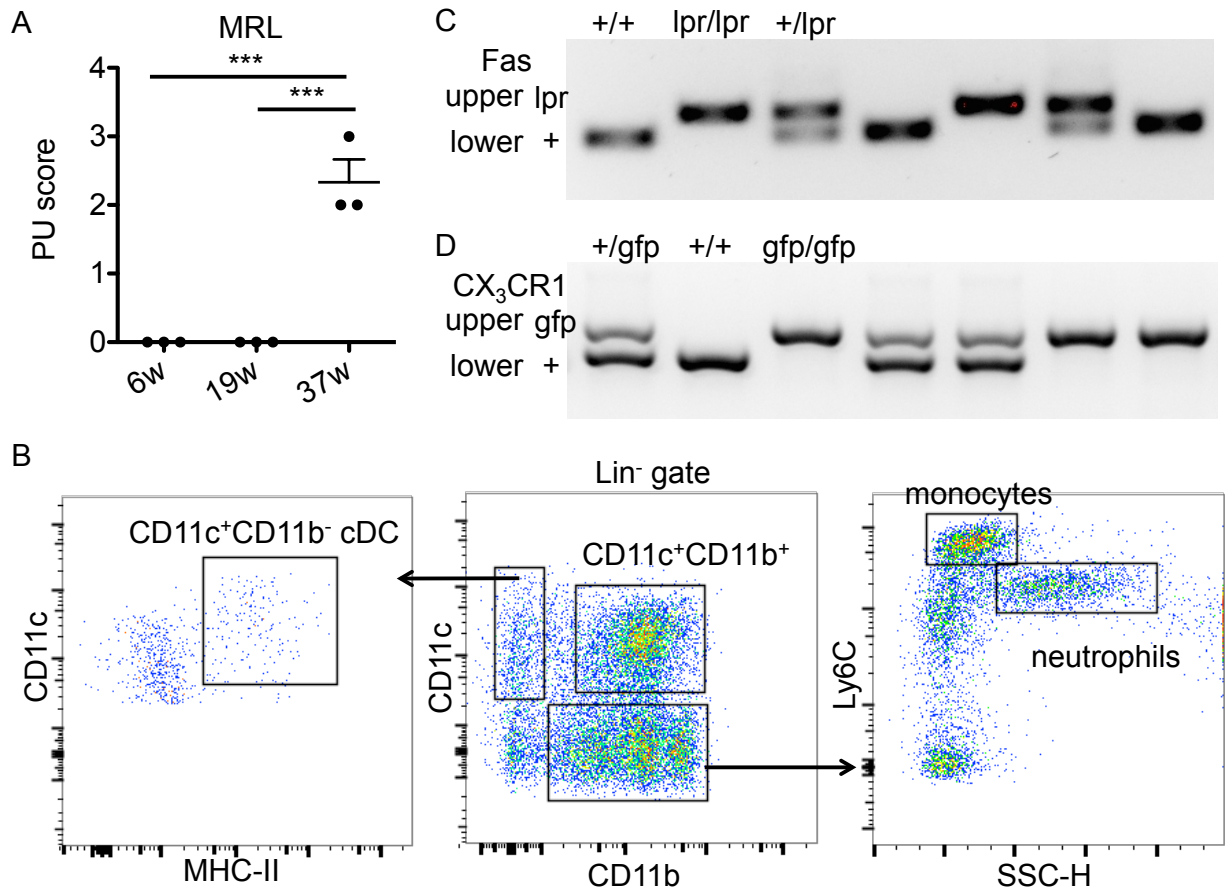 A
MRL
***
***
4
3
2
1
0
PU score
6w
19w
37w
C
+/+
lpr/lpr
+/lpr
Fas
upper lpr
lower +
D
+/gfp
+/+
gfp/gfp
CX₃CR1
upper gfp
lower +
B
CD11c⁺CD11b⁻ cDC
CD11c
MHC-II
Lin⁻ gate
CD11c⁺CD11b⁺
CD11c
CD11b
monocytes
neutrophils
Ly6C
SSC-H